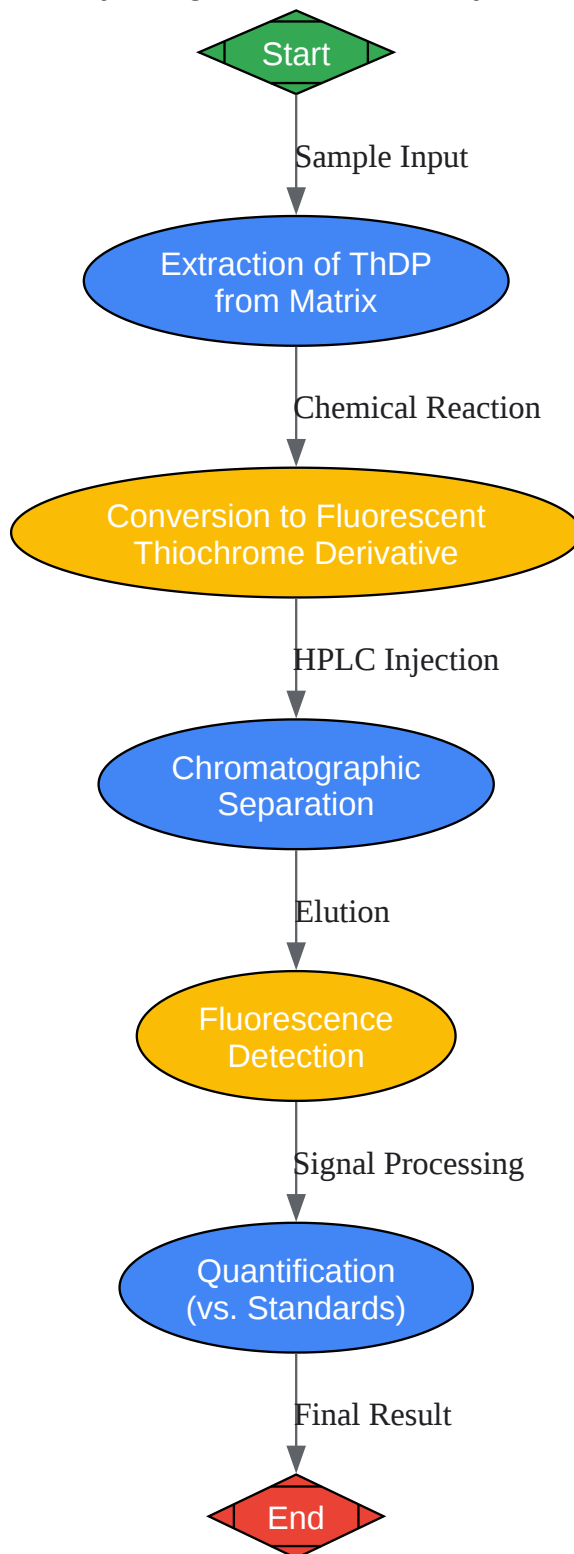 Start
Sample Input
Extraction of ThDP
from Matrix
Chemical Reaction
Conversion to Fluorescent
Thiochrome Derivative
HPLC Injection
Chromatographic
Separation
Elution
Fluorescence
Detection
Signal Processing
Quantification
(vs. Standards)
Final Result
End